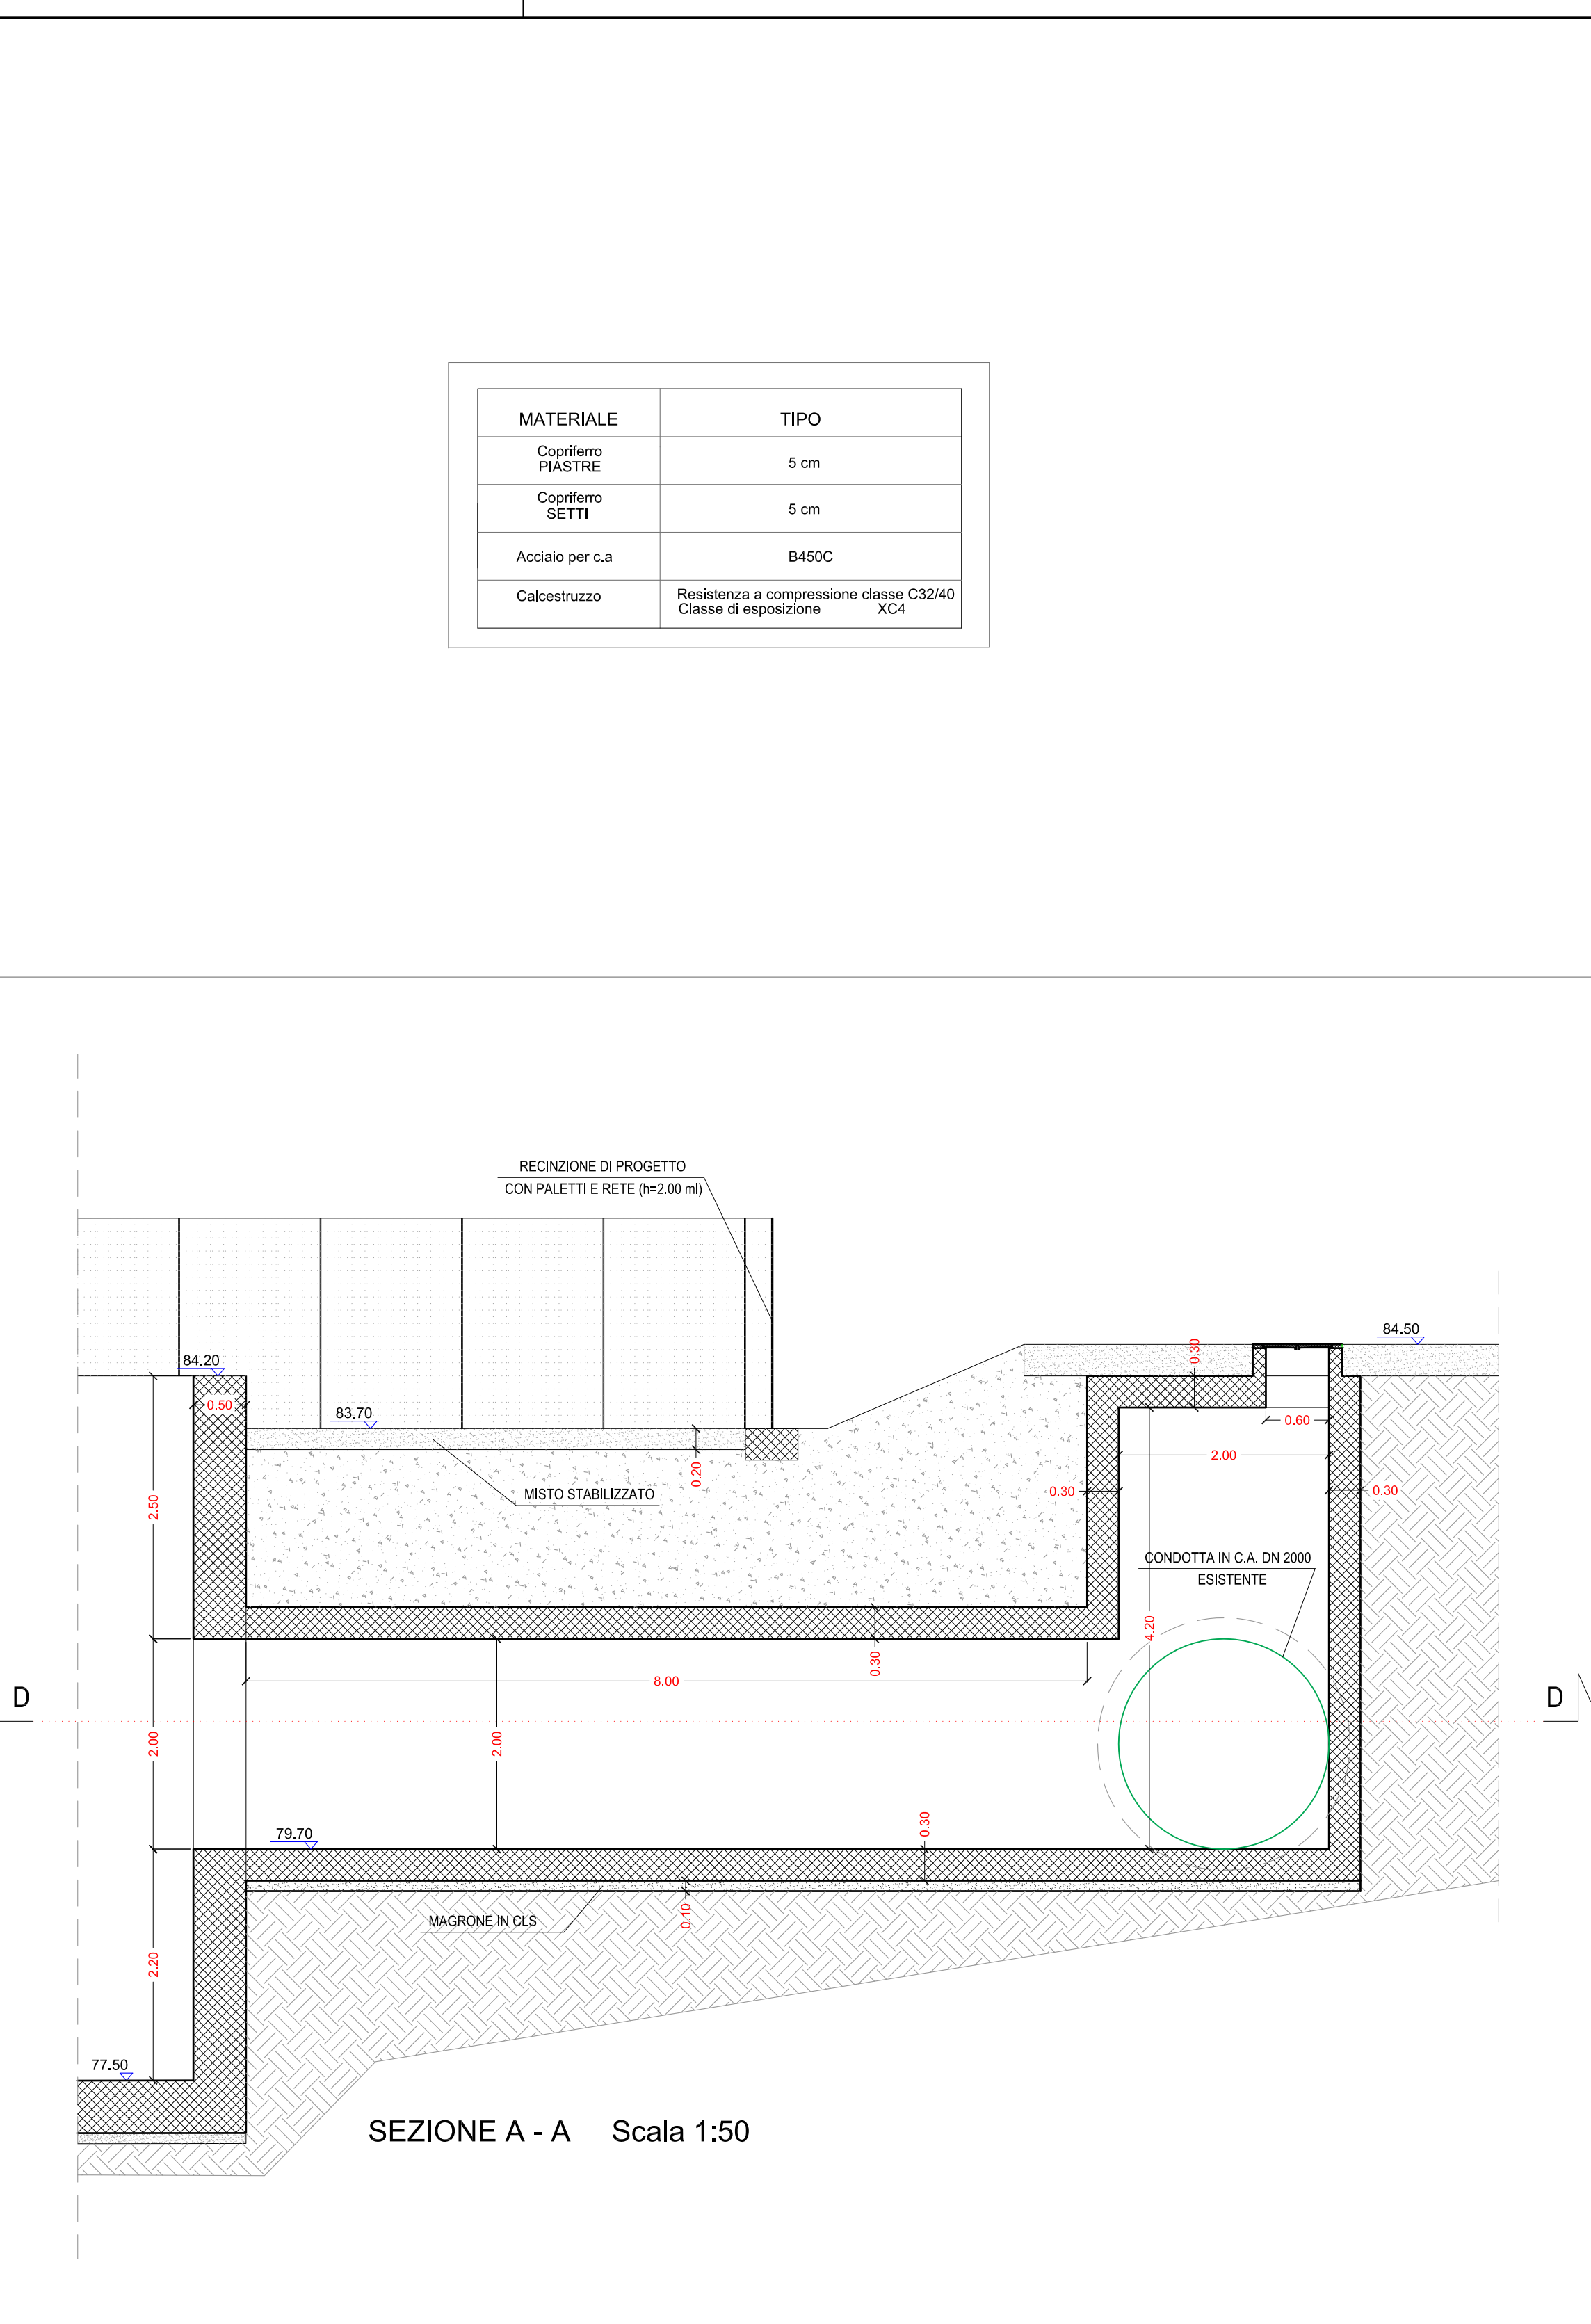 MATERIALE TIPO
Copriferro
PIASTRE
5 cm
Copriferro
SETTI
5 cm
Acciaio per c.a B450C
Calcestruzzo
Resistenza a compressione classe C32/40
Classe di esposizione XC4
RECINZIONE DI PROGETTO
CON PALETTI E RETE (h=2.00 ml)
84.50
0.30
84.20
0.50
83.70
0.60
2.00
0.20
0.30
0.30
MISTO STABILIZZATO
2.50
CONDOTTA IN C.A. DN 2000
ESISTENTE
4.20
0.30
8.00
D
D
2.00
2.00
0.30
79.70
0.10
MAGRONE IN CLS
2.20
77.50
SEZIONE A - A Scala 1:50